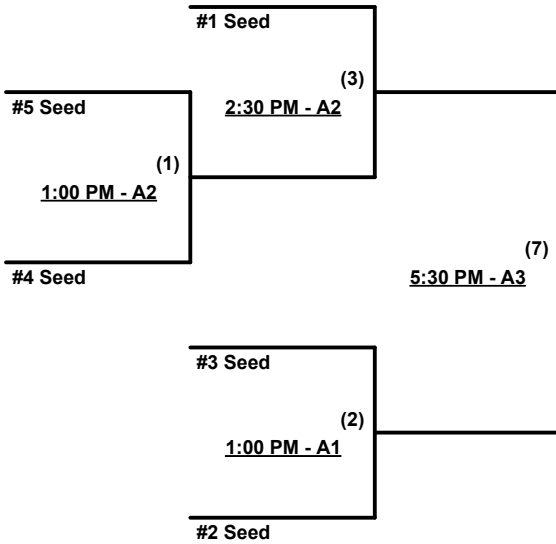 #1 Seed
(3)
#5 Seed
2:30 PM - A2
(1)
1:00 PM - A2
(7)
#4 Seed
5:30 PM - A3
#3 Seed
(2)
1:00 PM - A1
#2 Seed